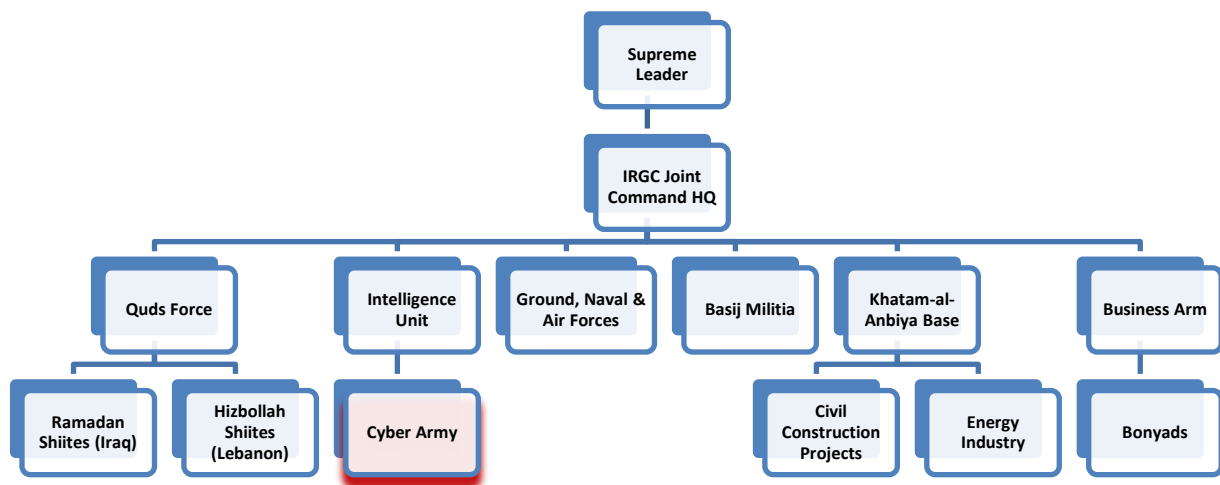 Supreme
Leader
IRGC Joint
Command HQ
Quds Force
Intelligence
Unit
Ground, Naval &
Air Forces
Basij Militia
Khatam-al-
Anbiya Base
Business Arm
Ramadan
Shiites (Iraq)
Hizbollah
Shiites
(Lebanon)
Cyber Army
Civil
Construction
Projects
Energy
Industry
Bonyads